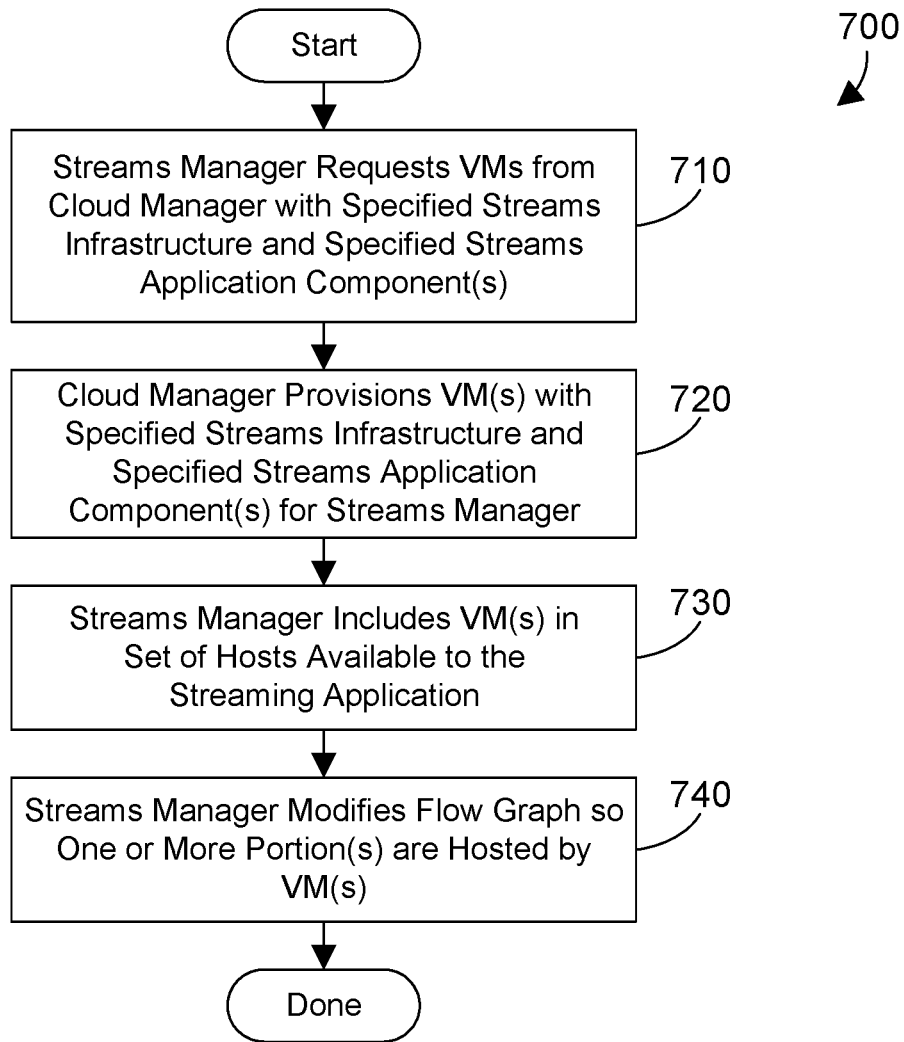 Start
700
Streams Manager Requests VMs from
Cloud Manager with Specified Streams
Infrastructure and Specified Streams
Application Component(s)
710
Cloud Manager Provisions VM(s) with
Specified Streams Infrastructure and
Specified Streams Application
Component(s) for Streams Manager
720
Streams Manager Includes VM(s) in
Set of Hosts Available to the
Streaming Application
730
Streams Manager Modifies Flow Graph so
One or More Portion(s) are Hosted by
VM(s)
740
Done